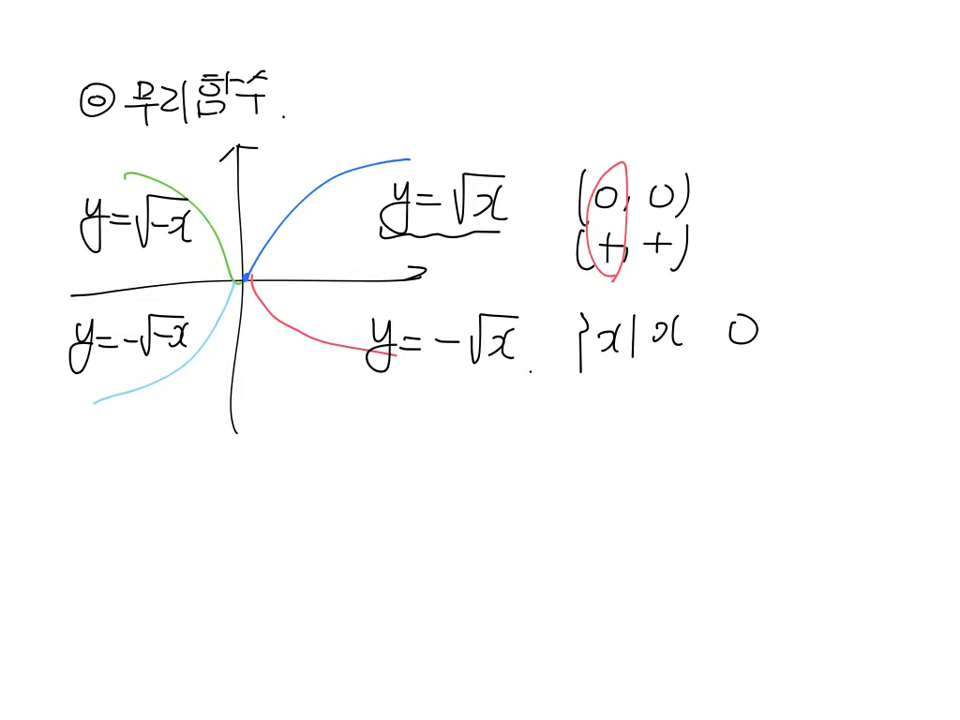 ◎ 무리함수.
y=√-x
y=√x
(0, 0)
(+, +)
y=-√-x
y=-√x.
{x|x 0